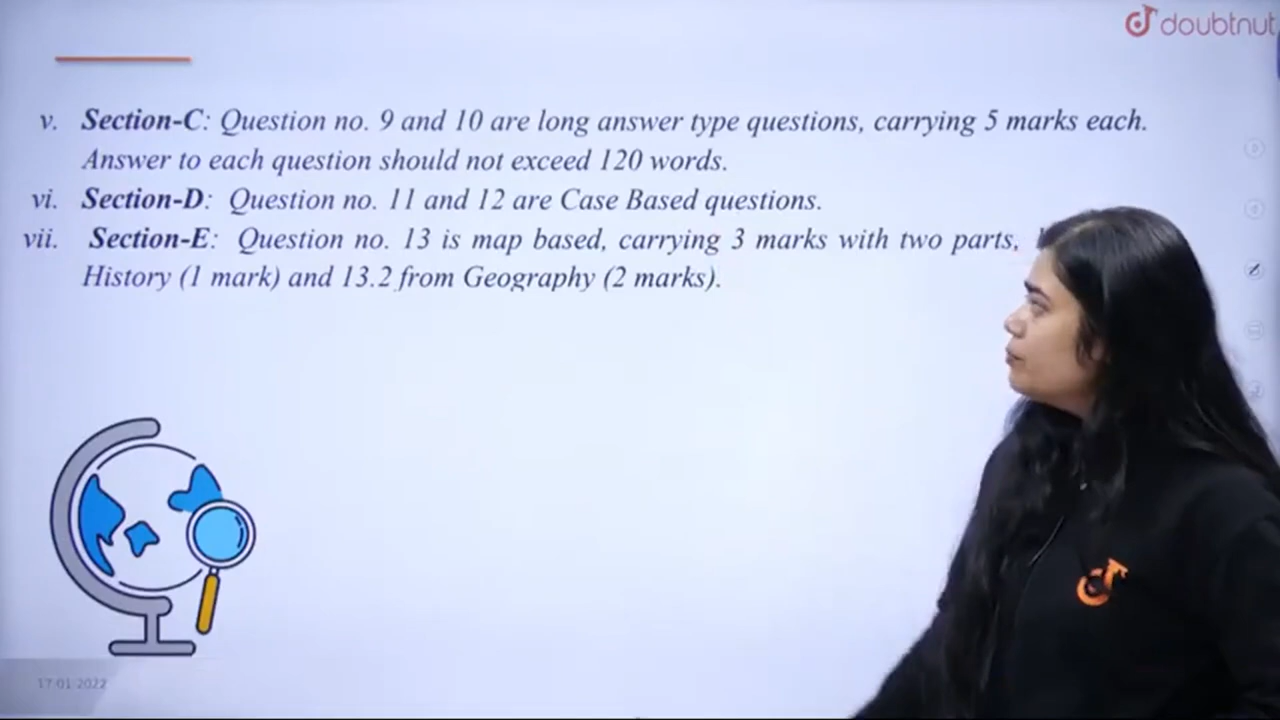 doubtnut
v. Section-C: Question no. 9 and 10 are long answer type questions, carrying 5 marks each.
Answer to each question should not exceed 120 words.
vi. Section-D: Question no. 11 and 12 are Case Based questions.
vii. Section-E: Question no. 13 is map based, carrying 3 marks with two parts,
History (1 mark) and 13.2 from Geography (2 marks).
17-01-2022